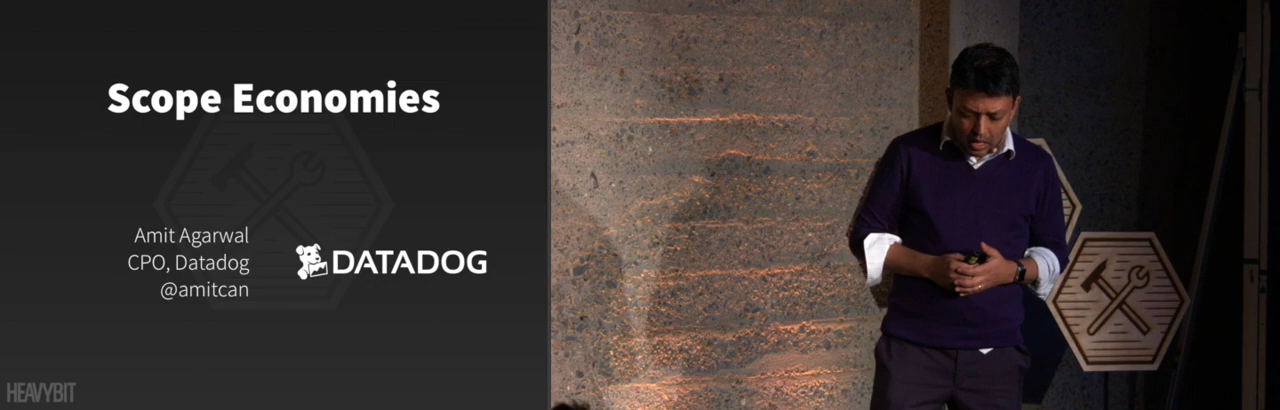 Scope Economies
Amit Agarwal
CPO, Datadog
@amitcan
DATADOG
HEAVYBIT